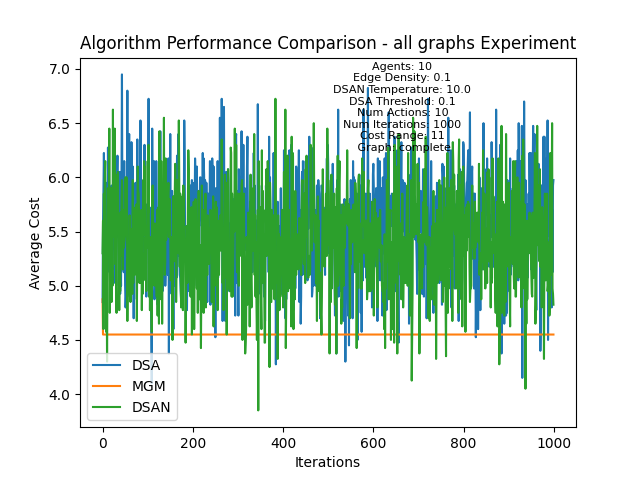 Algorithm Performance Comparison - all graphs Experiment
Agents: 10
Edge Density: 0.1
DSAN Temperature: 10.0
DSA Threshold: 0.1
Num Actions: 10
Num Iterations: 1000
Cost Range: 11
Graph: complete
7.0
6.5
6.0
5.5
5.0
4.5
4.0
Average Cost
DSA
MGM
DSAN
0 200 400 600 800 1000
Iterations